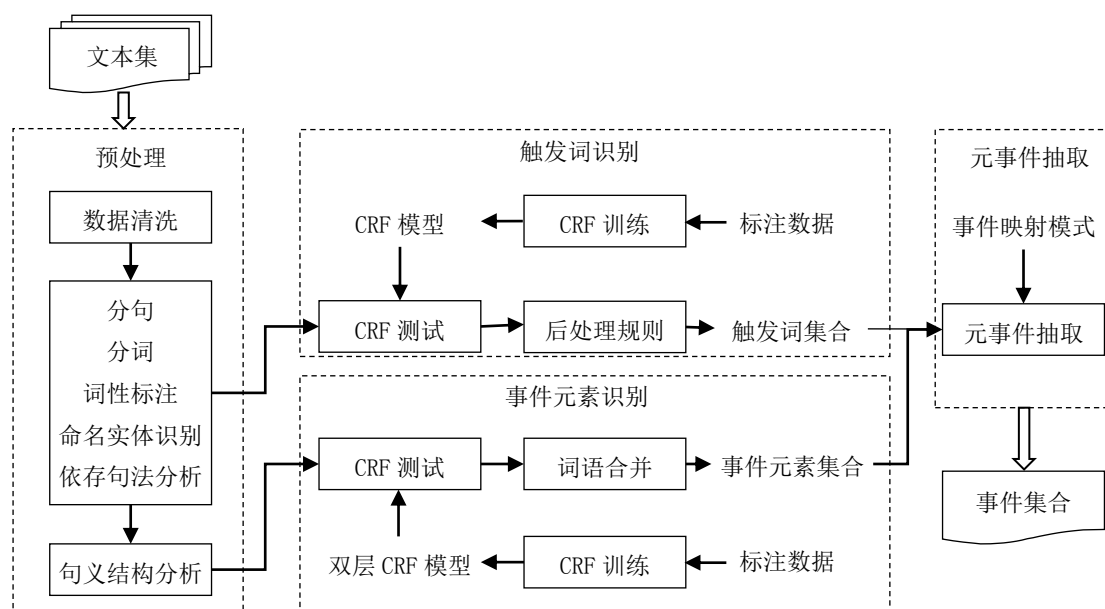 文本集
预处理
数据清洗
分句
分词
词性标注
命名实体识别
依存句法分析
句义结构分析
触发词识别
CRF 模型
CRF 训练
标注数据
CRF 测试
后处理规则
触发词集合
事件元素识别
CRF 测试
词语合并
事件元素集合
双层 CRF 模型
CRF 训练
标注数据
元事件抽取
事件映射模式
元事件抽取
事件集合